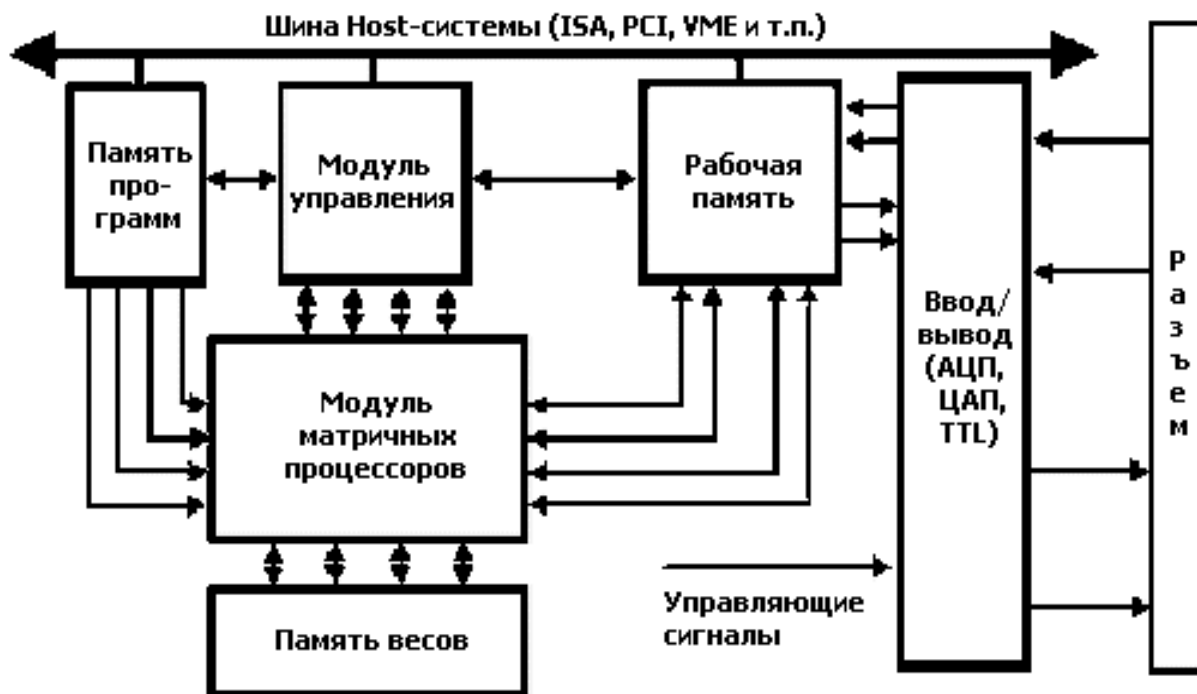 Шина Host-системы (ISA, PCI, VME и т.п.)
Память
про-
грамм
Модуль
управления
Рабочая
память
Ввод/
вывод
(АЦП,
ЦАП,
TTL)
Р
а
з
ъ
е
м
Модуль
матричных
процессоров
Управляющие
сигналы
Память весов